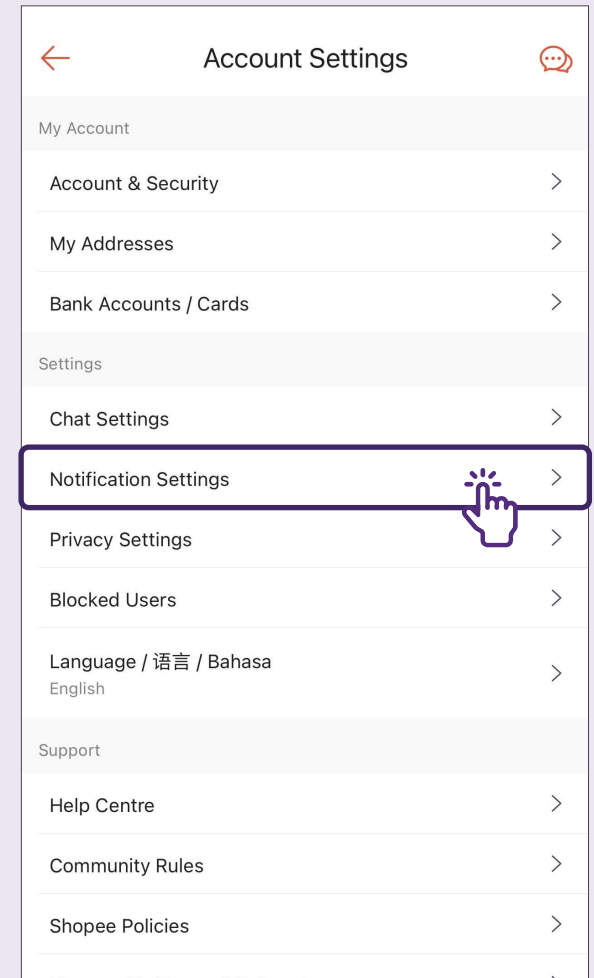 Account Settings
My Account
Account & Security
My Addresses
Bank Accounts / Cards
Settings
Chat Settings
Notification Settings
Privacy Settings
Blocked Users
Language / 语言 / Bahasa
English
Support
Help Centre
Community Rules
Shopee Policies